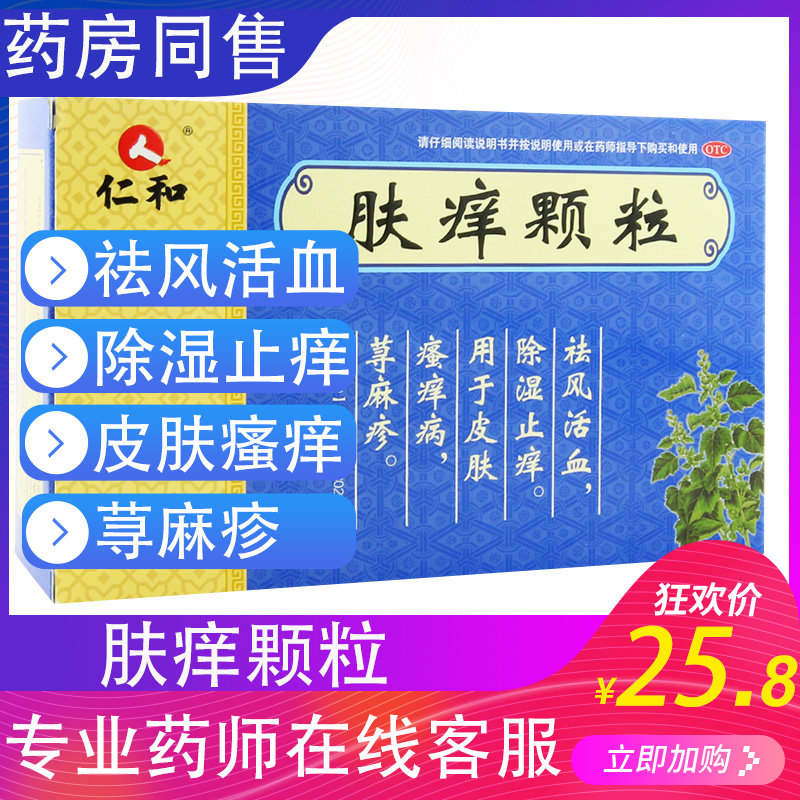 药房同售
仁和
®
请仔细阅读说明书并按说明使用或在药师指导下购买和使用
OTC
肤痒颗粒
祛风活血
除湿止痒
皮肤瘙痒
荨麻疹
祛风活血，
除湿止痒。
用于皮肤
瘙痒病，
荨麻疹。
肤痒颗粒
专业药师在线客服
狂欢价
¥25.8
立即加购 >